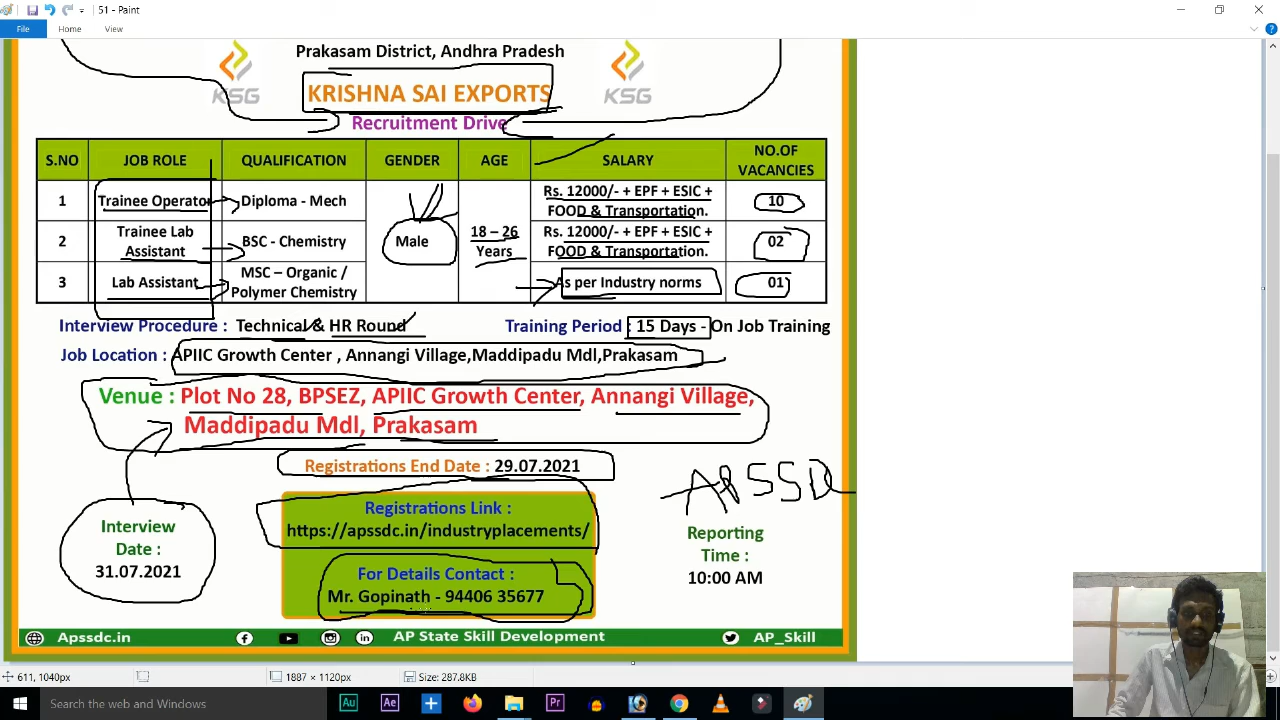 51 - Paint
File Home View
Prakasam District, Andhra Pradesh
KSG KRISHNA SAI EXPORTS KSG
Recruitment Drive
S.NO JOB ROLE QUALIFICATION GENDER AGE SALARY NO.OF VACANCIES
1 Trainee Operator Diploma - Mech Rs. 12000/- + EPF + ESIC + FOOD & Transportation. 10
2 Trainee Lab Assistant BSC - Chemistry Male 18 – 26 Years Rs. 12000/- + EPF + ESIC + FOOD & Transportation. 02
3 Lab Assistant MSC – Organic / Polymer Chemistry As per Industry norms 01
Interview Procedure : Technical & HR Round Training Period : 15 Days - On Job Training
Job Location : APIIC Growth Center , Annangi Village,Maddipadu Mdl,Prakasam
Venue : Plot No 28, BPSEZ, APIIC Growth Center, Annangi Village,
Maddipadu Mdl, Prakasam
Registrations End Date : 29.07.2021
APSSDC
Interview
Date :
31.07.2021
Registrations Link :
https://apssdc.in/industryplacements/
For Details Contact :
Mr. Gopinath - 94406 35677
Reporting
Time :
10:00 AM
Apssdc.in AP State Skill Development AP_Skill
611, 1040px 1887 × 1120px Size: 287.8KB
Search the web and Windows Au Ae Pr